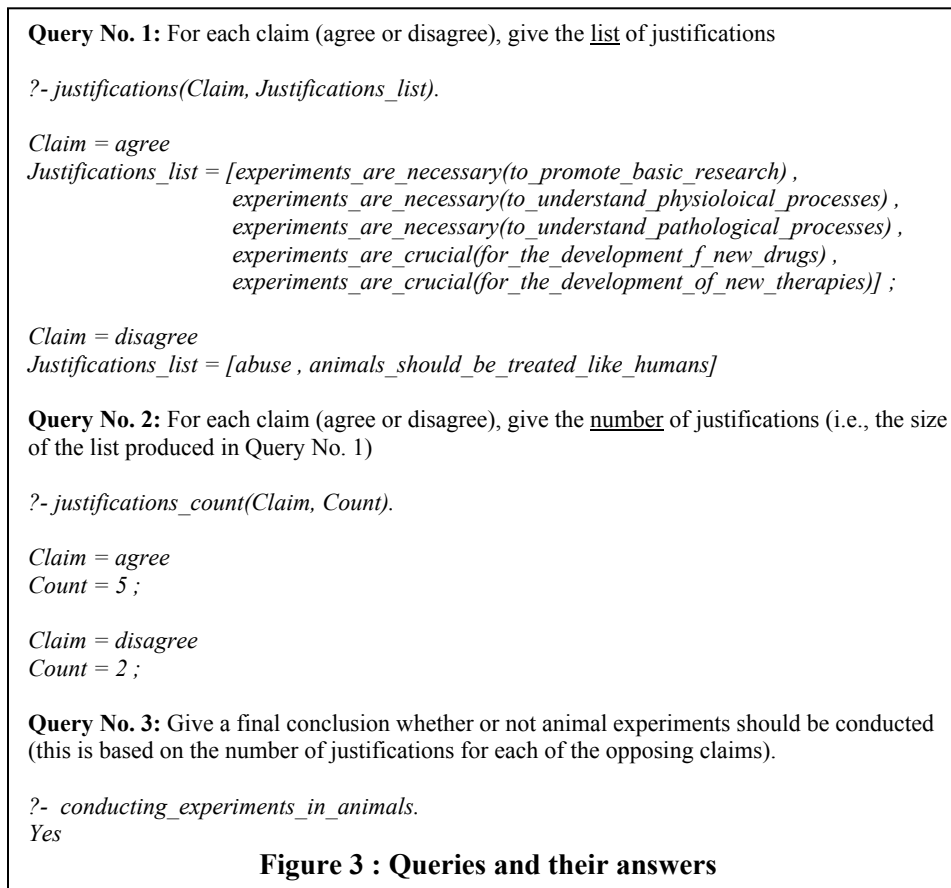 Query No. 1: For each claim (agree or disagree), give the list of justifications
?- justifications(Claim, Justifications_list).
Claim = agree
Justifications_list = [experiments_are_necessary(to_promote_basic_research) ,
experiments_are_necessary(to_understand_physioloical_processes) ,
experiments_are_necessary(to_understand_pathological_processes) ,
experiments_are_crucial(for_the_development_f_new_drugs) ,
experiments_are_crucial(for_the_development_of_new_therapies)] ;
Claim = disagree
Justifications_list = [abuse , animals_should_be_treated_like_humans]
Query No. 2: For each claim (agree or disagree), give the number of justifications (i.e., the size
of the list produced in Query No. 1)
?- justifications_count(Claim, Count).
Claim = agree
Count = 5 ;
Claim = disagree
Count = 2 ;
Query No. 3: Give a final conclusion whether or not animal experiments should be conducted
(this is based on the number of justifications for each of the opposing claims).
?- conducting_experiments_in_animals.
Yes
Figure 3 : Queries and their answers